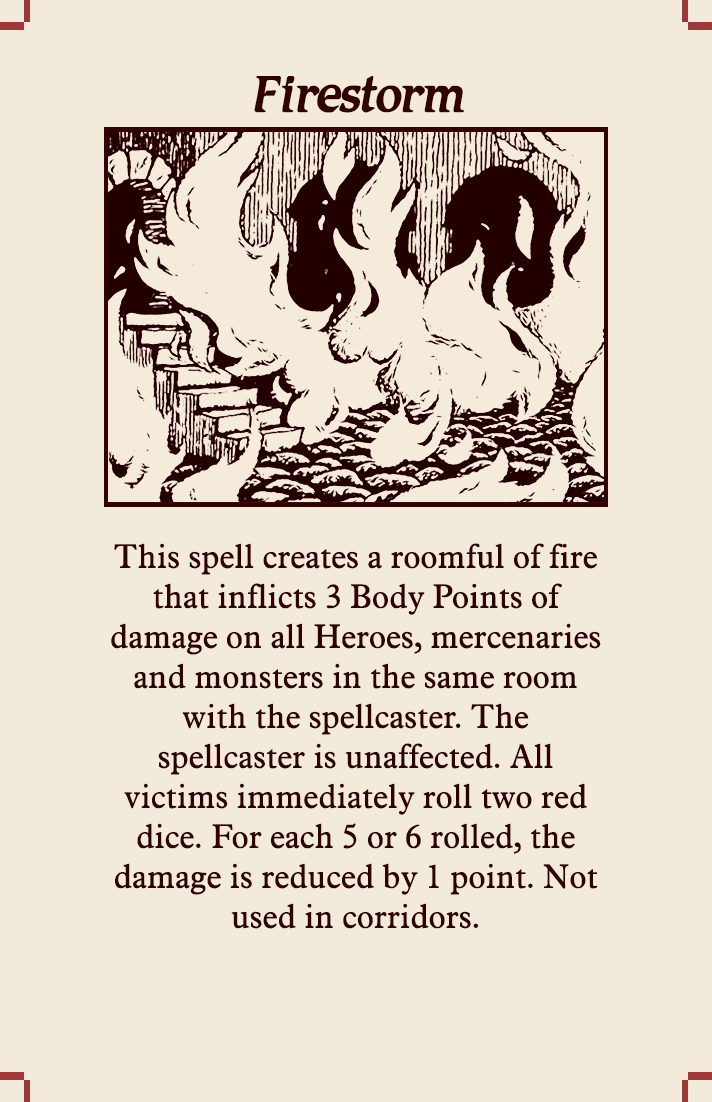 Firestorm
This spell creates a roomful of fire
that inflicts 3 Body Points of
damage on all Heroes, mercenaries
and monsters in the same room
with the spellcaster. The
spellcaster is unaffected. All
victims immediately roll two red
dice. For each 5 or 6 rolled, the
damage is reduced by 1 point. Not
used in corridors.